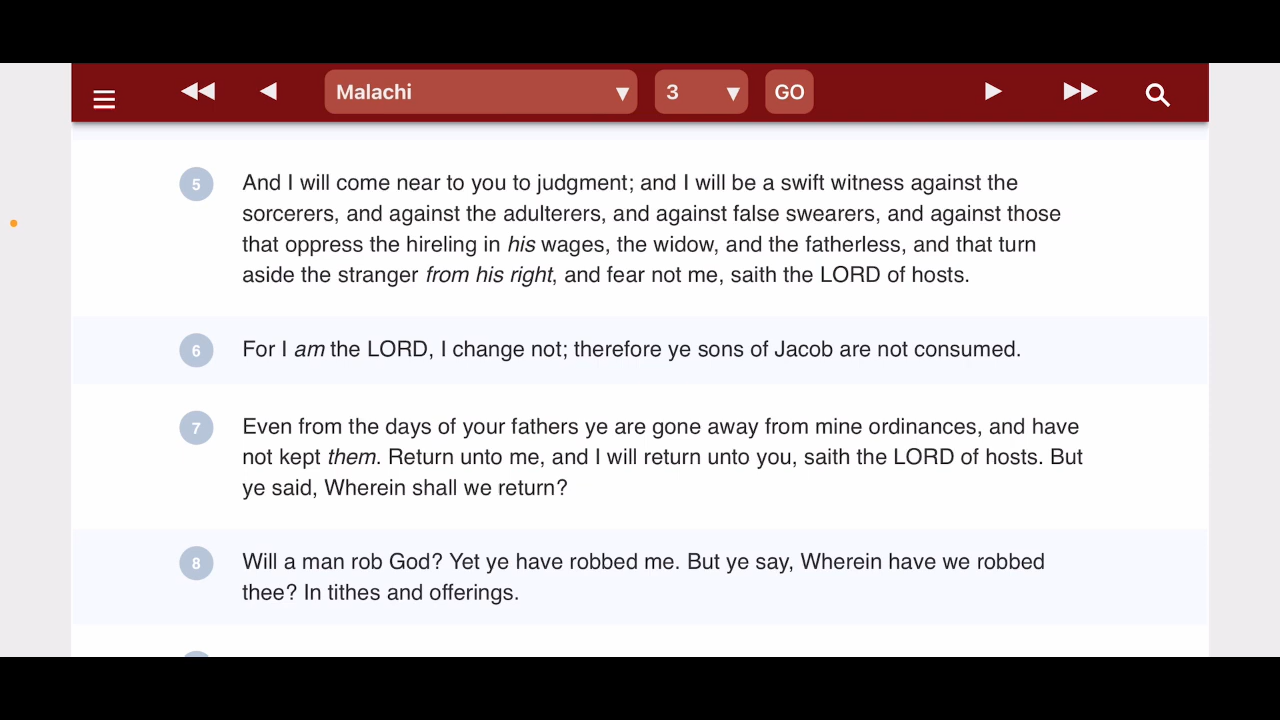 Malachi 3 GO
5 And I will come near to you to judgment; and I will be a swift witness against the
sorcerers, and against the adulterers, and against false swearers, and against those
that oppress the hireling in his wages, the widow, and the fatherless, and that turn
aside the stranger from his right, and fear not me, saith the LORD of hosts.
6 For I am the LORD, I change not; therefore ye sons of Jacob are not consumed.
7 Even from the days of your fathers ye are gone away from mine ordinances, and have
not kept them. Return unto me, and I will return unto you, saith the LORD of hosts. But
ye said, Wherein shall we return?
8 Will a man rob God? Yet ye have robbed me. But ye say, Wherein have we robbed
thee? In tithes and offerings.